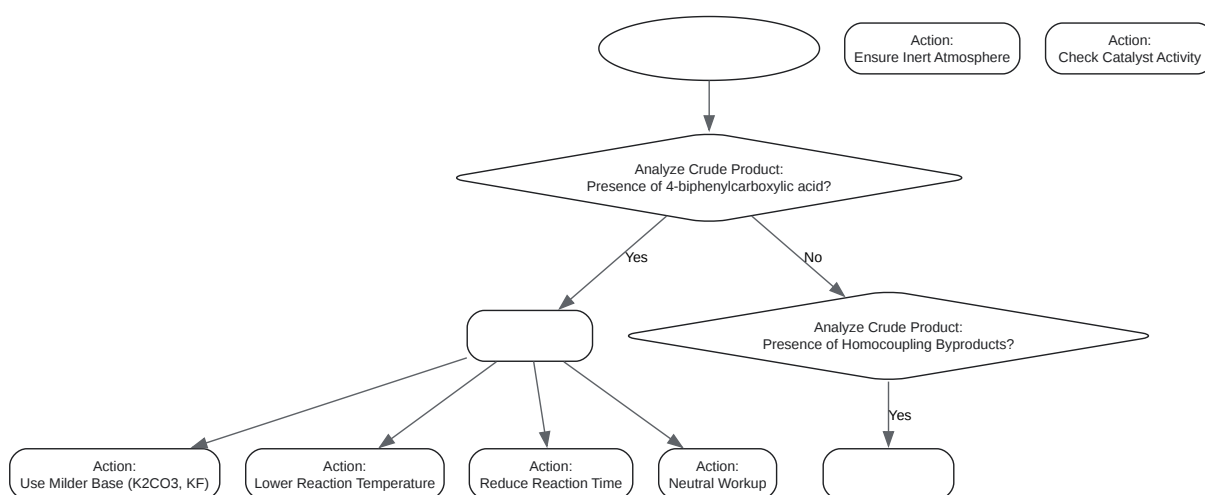 Action:
Ensure Inert Atmosphere
Action:
Check Catalyst Activity
Analyze Crude Product:
Presence of 4-biphenylcarboxylic acid?
Yes
No
Analyze Crude Product:
Presence of Homocoupling Byproducts?
Yes
Action:
Use Milder Base (K2CO3, KF)
Action:
Lower Reaction Temperature
Action:
Reduce Reaction Time
Action:
Neutral Workup